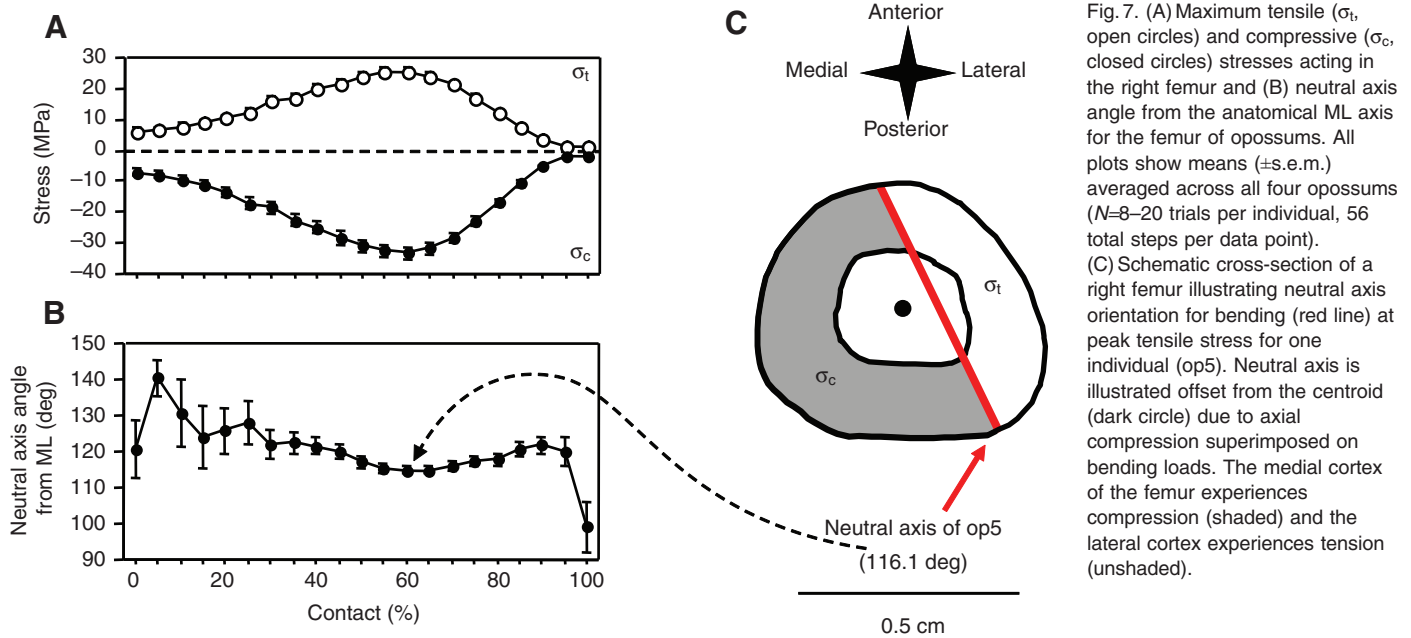 A
30
20
10
0
–10
–20
–30
–40
Stress (MPa)
σt
σc
B
150
140
130
120
110
100
90
Neutral axis angle
from ML (deg)
0 20 40 60 80 100
Contact (%)
C
Anterior
Medial Lateral
Posterior
σt
σc
Neutral axis of op5
(116.1 deg)
0.5 cm
Fig. 7. (A) Maximum tensile (σt,
open circles) and compressive (σc,
closed circles) stresses acting in
the right femur and (B) neutral axis
angle from the anatomical ML axis
for the femur of opossums. All
plots show means (±s.e.m.)
averaged across all four opossums
(N=8–20 trials per individual, 56
total steps per data point).
(C) Schematic cross-section of a
right femur illustrating neutral axis
orientation for bending (red line) at
peak tensile stress for one
individual (op5). Neutral axis is
illustrated offset from the centroid
(dark circle) due to axial
compression superimposed on
bending loads. The medial cortex
of the femur experiences
compression (shaded) and the
lateral cortex experiences tension
(unshaded).